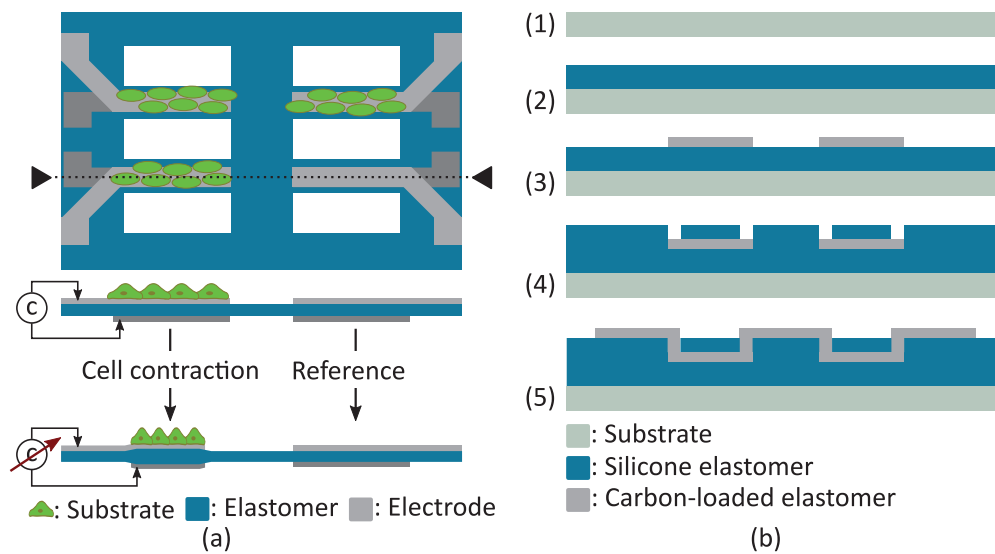 C
Cell contraction
Reference
C
: Substrate
: Elastomer
: Electrode
(a)
(1)
(2)
(3)
(4)
(5)
: Substrate
: Silicone elastomer
: Carbon-loaded elastomer
(b)